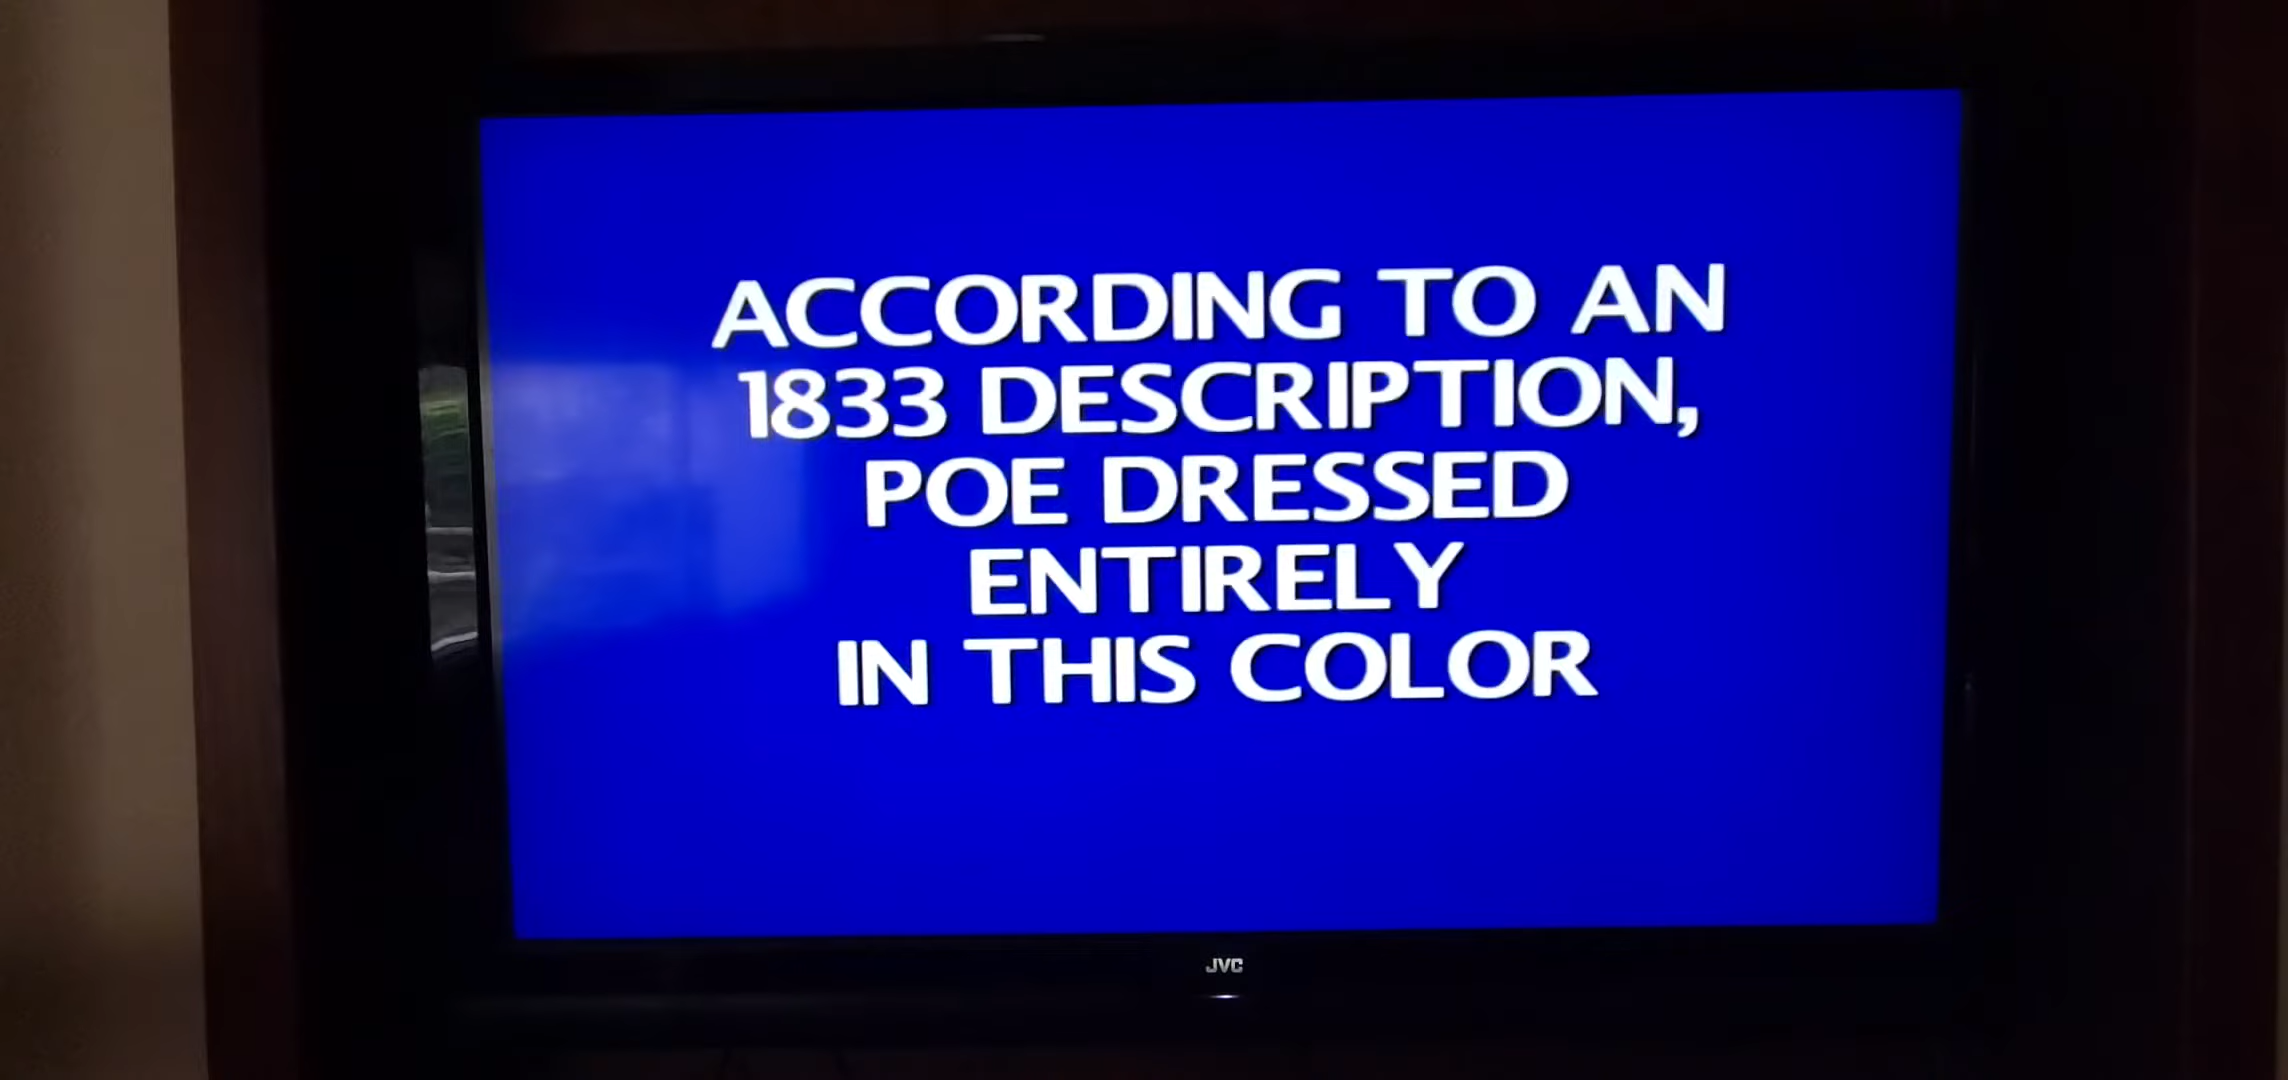 ACCORDING TO AN
1833 DESCRIPTION,
POE DRESSED
ENTIRELY
IN THIS COLOR
JVC